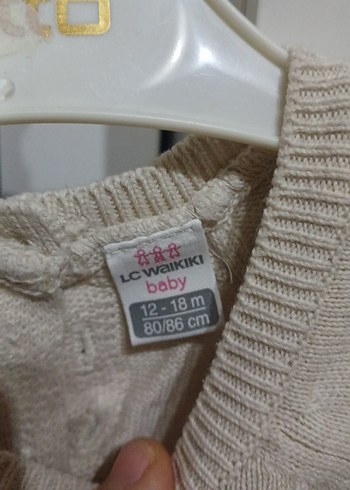 LC WAIKIKI
baby
12 - 18 m
80/86 cm